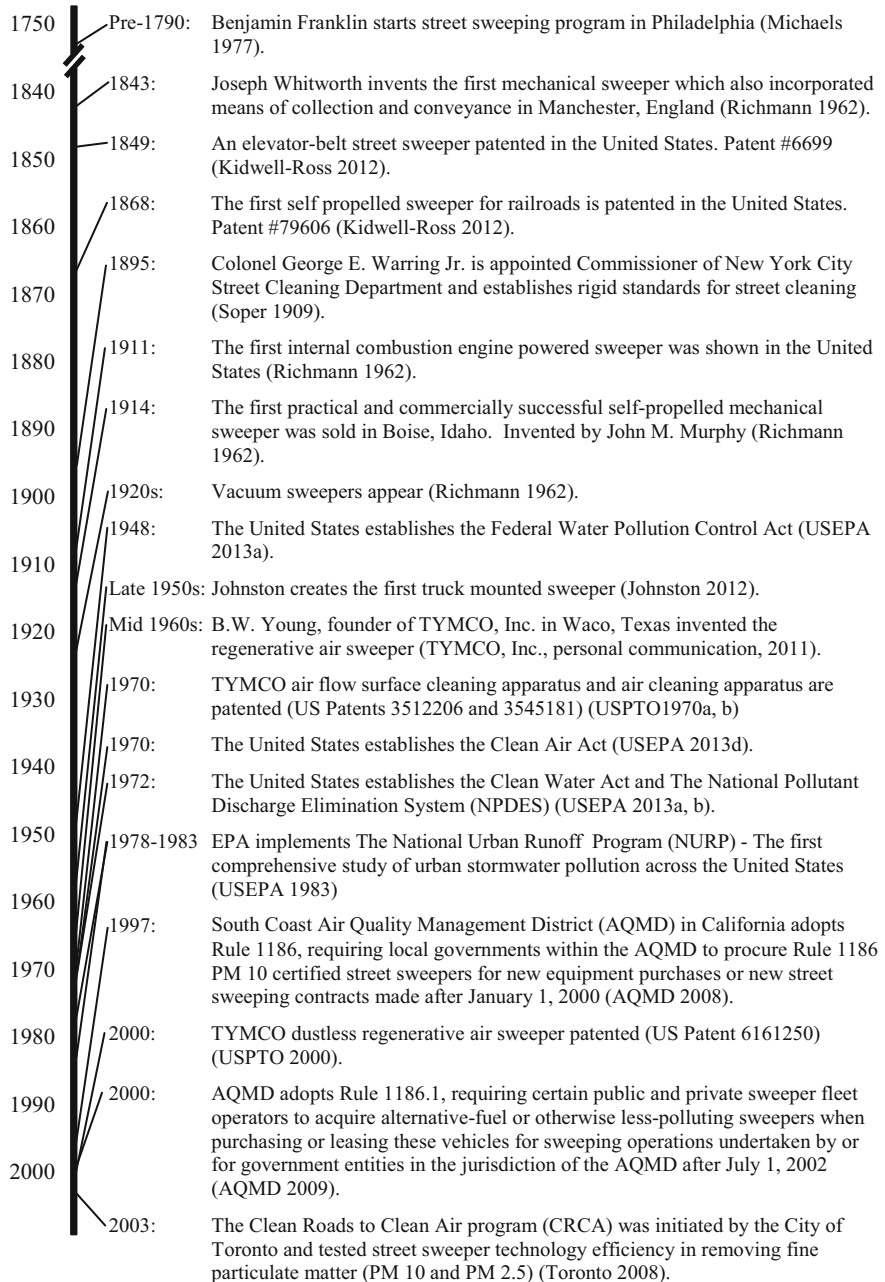 1750
Pre-1790: Benjamin Franklin starts street sweeping program in Philadelphia (Michaels
1977).
1840
1843: Joseph Whitworth invents the first mechanical sweeper which also incorporated
means of collection and conveyance in Manchester, England (Richmann 1962).
1849: An elevator-belt street sweeper patented in the United States. Patent #6699
1850
(Kidwell-Ross 2012).
1868: The first self propelled sweeper for railroads is patented in the United States.
1860
Patent #79606 (Kidwell-Ross 2012).
1895: Colonel George E. Warring Jr. is appointed Commissioner of New York City
1870
Street Cleaning Department and establishes rigid standards for street cleaning
(Soper 1909).
1911: The first internal combustion engine powered sweeper was shown in the United
1880
States (Richmann 1962).
1914: The first practical and commercially successful self-propelled mechanical
1890
sweeper was sold in Boise, Idaho. Invented by John M. Murphy (Richmann
1962).
1900
1920s: Vacuum sweepers appear (Richmann 1962).
1948: The United States establishes the Federal Water Pollution Control Act (USEPA
2013a).
1910
Late 1950s: Johnston creates the first truck mounted sweeper (Johnston 2012).
1920
Mid 1960s: B.W. Young, founder of TYMCO, Inc. in Waco, Texas invented the
regenerative air sweeper (TYMCO, Inc., personal communication, 2011).
1930
1970: TYMCO air flow surface cleaning apparatus and air cleaning apparatus are
patented (US Patents 3512206 and 3545181) (USPTO1970a, b)
1970: The United States establishes the Clean Air Act (USEPA 2013d).
1940
1972: The United States establishes the Clean Water Act and The National Pollutant
Discharge Elimination System (NPDES) (USEPA 2013a, b).
1950
1978-1983 EPA implements The National Urban Runoff Program (NURP) - The first
comprehensive study of urban stormwater pollution across the United States
(USEPA 1983)
1960
1997: South Coast Air Quality Management District (AQMD) in California adopts
Rule 1186, requiring local governments within the AQMD to procure Rule 1186
1970
PM 10 certified street sweepers for new equipment purchases or new street
sweeping contracts made after January 1, 2000 (AQMD 2008).
1980
2000: TYMCO dustless regenerative air sweeper patented (US Patent 6161250)
(USPTO 2000).
1990
2000: AQMD adopts Rule 1186.1, requiring certain public and private sweeper fleet
operators to acquire alternative-fuel or otherwise less-polluting sweepers when
purchasing or leasing these vehicles for sweeping operations undertaken by or
2000
for government entities in the jurisdiction of the AQMD after July 1, 2002
(AQMD 2009).
2003: The Clean Roads to Clean Air program (CRCA) was initiated by the City of
Toronto and tested street sweeper technology efficiency in removing fine
particulate matter (PM 10 and PM 2.5) (Toronto 2008).